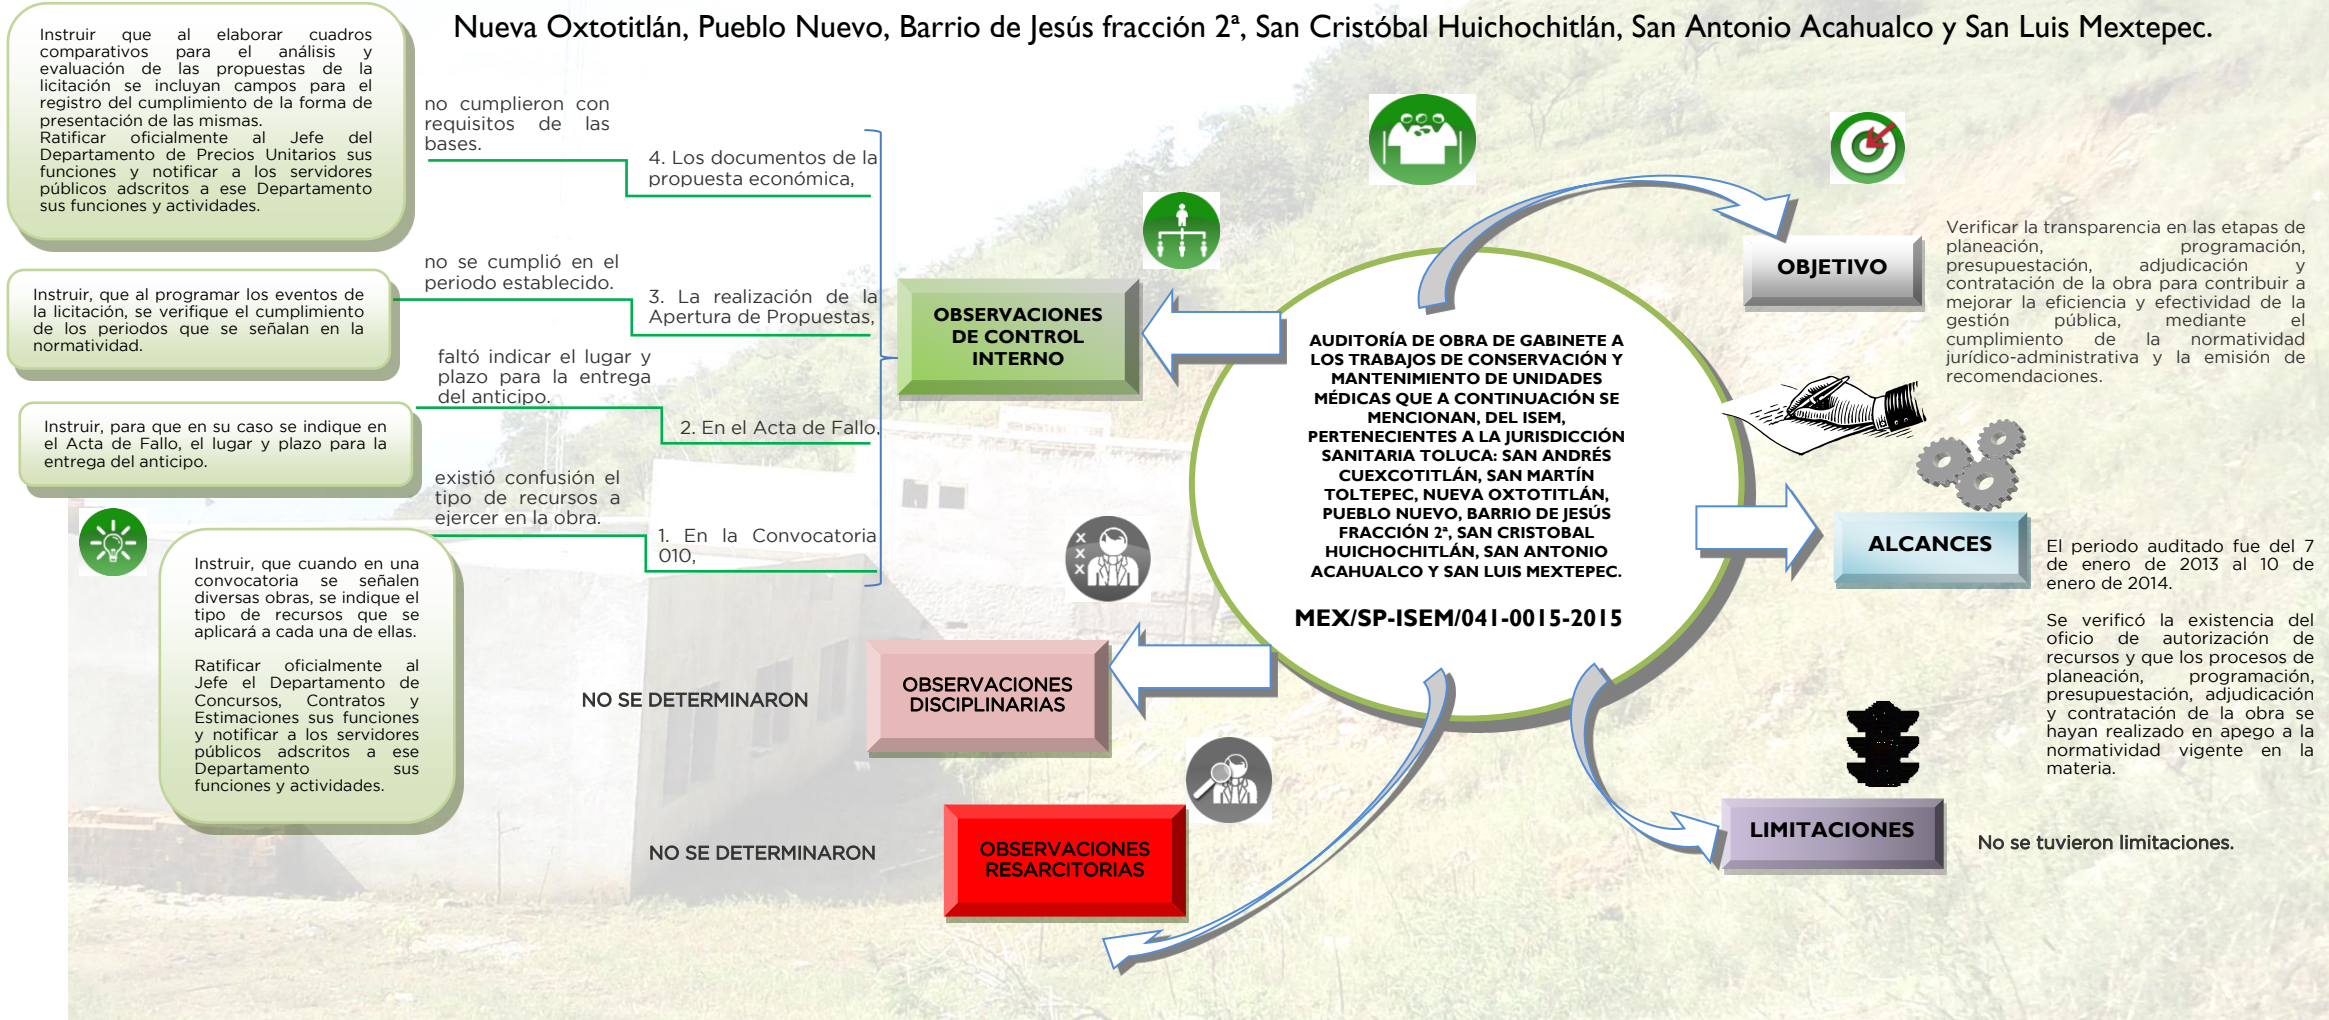 Nueva Oxtotitlán, Pueblo Nuevo, Barrio de Jesús fracción 2ª, San Cristóbal Huichochitlán, San Antonio Acahualco y San Luis Mextepec.
Instruir que al elaborar cuadros
comparativos para el análisis y
evaluación de las propuestas de la
licitación se incluyan campos para el
registro del cumplimiento de la forma de
presentación de las mismas.
Ratificar oficialmente al Jefe del
Departamento de Precios Unitarios sus
funciones y notificar a los servidores
públicos adscritos a ese Departamento
sus funciones y actividades.
no cumplieron con
requisitos de las
bases.
4. Los documentos de la
propuesta económica,
Instruir, que al programar los eventos de
la licitación, se verifique el cumplimiento
de los periodos que se señalan en la
normatividad.
no se cumplió en el
periodo establecido.
3. La realización de la
Apertura de Propuestas,
Instruir, para que en su caso se indique en
el Acta de Fallo, el lugar y plazo para la
entrega del anticipo.
faltó indicar el lugar y
plazo para la entrega
del anticipo.
2. En el Acta de Fallo,
existió confusión el
tipo de recursos a
ejercer en la obra.
1. En la Convocatoria
010,
Instruir, que cuando en una
convocatoria se señalen
diversas obras, se indique el
tipo de recursos que se
aplicará a cada una de ellas.
Ratificar oficialmente al
Jefe el Departamento de
Concursos, Contratos y
Estimaciones sus funciones
y notificar a los servidores
públicos adscritos a ese
Departamento sus
funciones y actividades.
OBSERVACIONES
DE CONTROL
INTERNO
NO SE DETERMINARON
OBSERVACIONES
DISCIPLINARIAS
NO SE DETERMINARON
OBSERVACIONES
RESARCITORIAS
AUDITORÍA DE OBRA DE GABINETE A
LOS TRABAJOS DE CONSERVACIÓN Y
MANTENIMIENTO DE UNIDADES
MÉDICAS QUE A CONTINUACIÓN SE
MENCIONAN, DEL ISEM,
PERTENECIENTES A LA JURISDICCIÓN
SANITARIA TOLUCA: SAN ANDRÉS
CUEXCOTITLÁN, SAN MARTÍN
TOLTEPEC, NUEVA OXTOTITLÁN,
PUEBLO NUEVO, BARRIO DE JESÚS
FRACCIÓN 2ª, SAN CRISTOBAL
HUICHOCHITLÁN, SAN ANTONIO
ACAHUALCO Y SAN LUIS MEXTEPEC.
MEX/SP-ISEM/041-0015-2015
OBJETIVO
Verificar la transparencia en las etapas de
planeación, programación,
presupuestación, adjudicación y
contratación de la obra para contribuir a
mejorar la eficiencia y efectividad de la
gestión pública, mediante el
cumplimiento de la normatividad
jurídico-administrativa y la emisión de
recomendaciones.
ALCANCES
El periodo auditado fue del 7
de enero de 2013 al 10 de
enero de 2014.
Se verificó la existencia del
oficio de autorización de
recursos y que los procesos de
planeación, programación,
presupuestación, adjudicación
y contratación de la obra se
hayan realizado en apego a la
normatividad vigente en la
materia.
LIMITACIONES
No se tuvieron limitaciones.